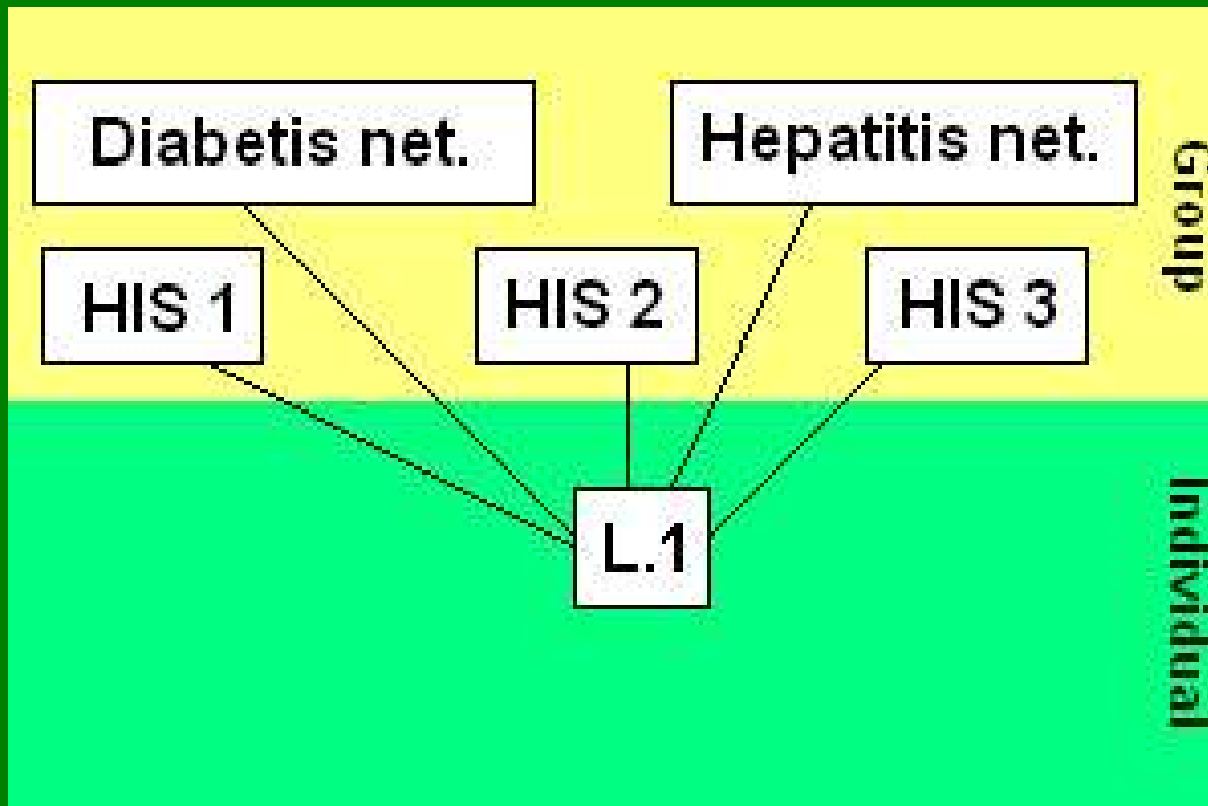 Diabetis net.
Hepatitis net.
HIS 1
HIS 2
HIS 3
Group
L.1
Individual